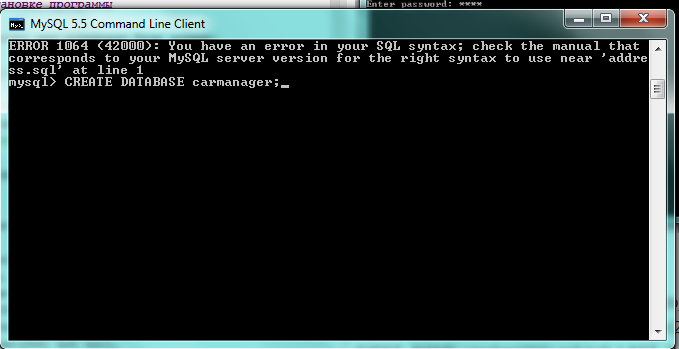 ановке программы
Enter password: ****
MySQL 5.5 Command Line Client
ERROR 1064 (42000): You have an error in your SQL syntax; check the manual that
corresponds to your MySQL server version for the right syntax to use near 'addre
ss.sql' at line 1
mysql> CREATE DATABASE carmanager;_